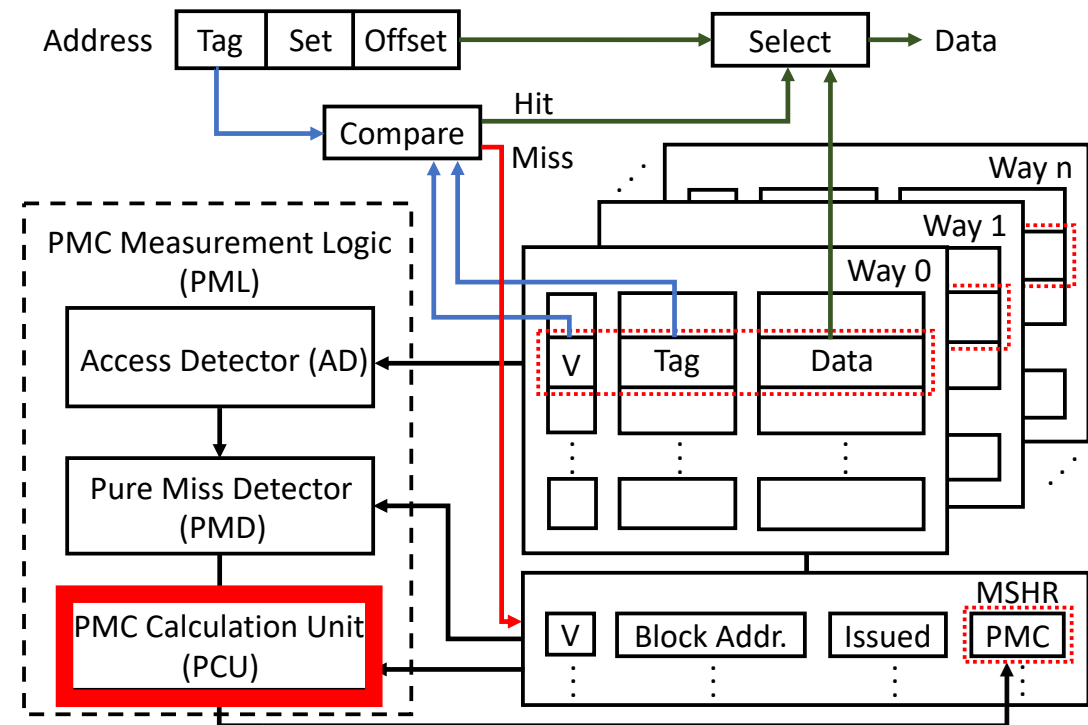 Address
Tag
Set
Offset
Select
Data
Hit
Compare
Miss
Way n
Way 1
Way 0
PMC Measurement Logic
(PML)
Access Detector (AD)
V
Tag
Data
Pure Miss Detector
(PMD)
MSHR
PMC Calculation Unit
(PCU)
V
Block Addr.
Issued
PMC